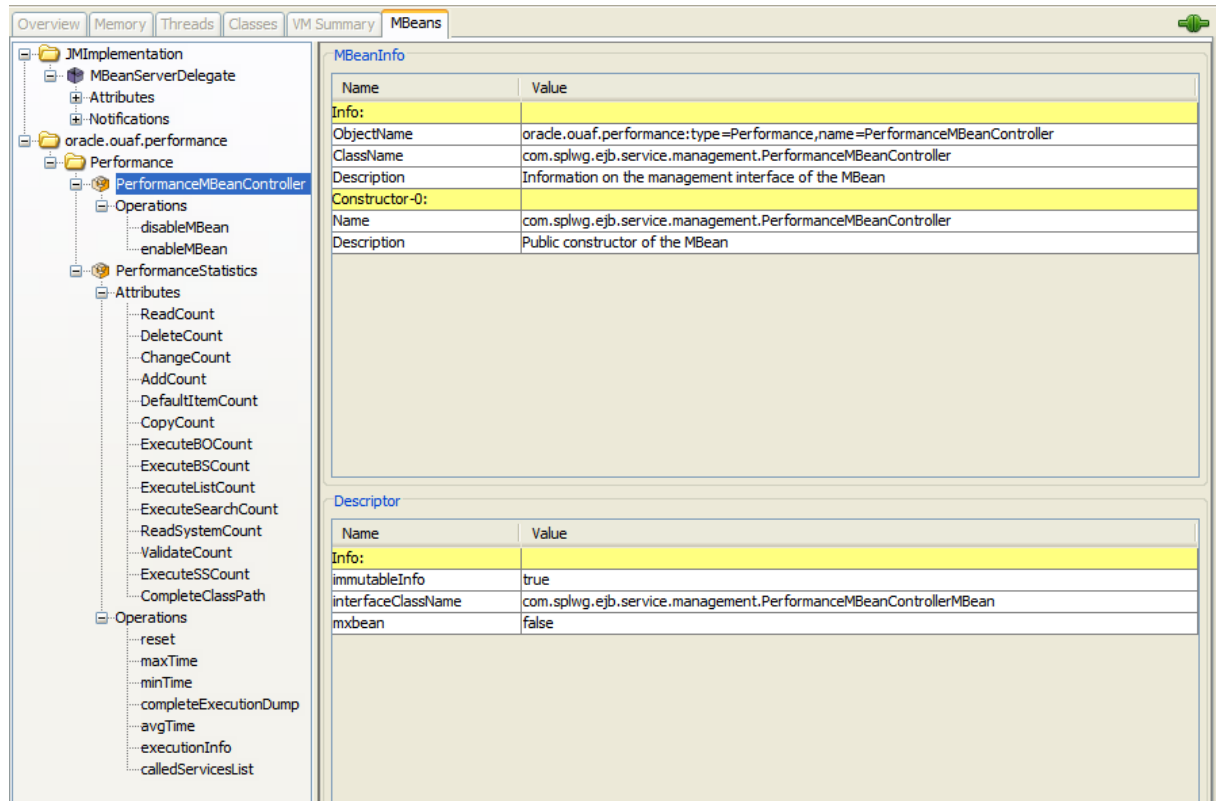 Overview Memory Threads Classes VM Summary MBeans
JMImplementation
MBeanServerDelegate
Attributes
Notifications
oracle.ouaf.performance
Performance
PerformanceMBeanController
Operations
disableMBean
enableMBean
PerformanceStatistics
Attributes
ReadCount
DeleteCount
ChangeCount
AddCount
DefaultItemCount
CopyCount
ExecuteBOCount
ExecuteBSCount
ExecuteListCount
ExecuteSearchCount
ReadSystemCount
ValidateCount
ExecuteSSCount
CompleteClassPath
Operations
reset
maxTime
minTime
completeExecutionDump
avgTime
executionInfo
calledServicesList
MBeanInfo
Name Value
Info:
ObjectName oracle.ouaf.performance:type=Performance,name=PerformanceMBeanController
ClassName com.splwg.ejb.service.management.PerformanceMBeanController
Description Information on the management interface of the MBean
Constructor-0:
Name com.splwg.ejb.service.management.PerformanceMBeanController
Description Public constructor of the MBean
Descriptor
Name Value
Info:
immutableInfo true
interfaceClassName com.splwg.ejb.service.management.PerformanceMBeanControllerMBean
mxbean false